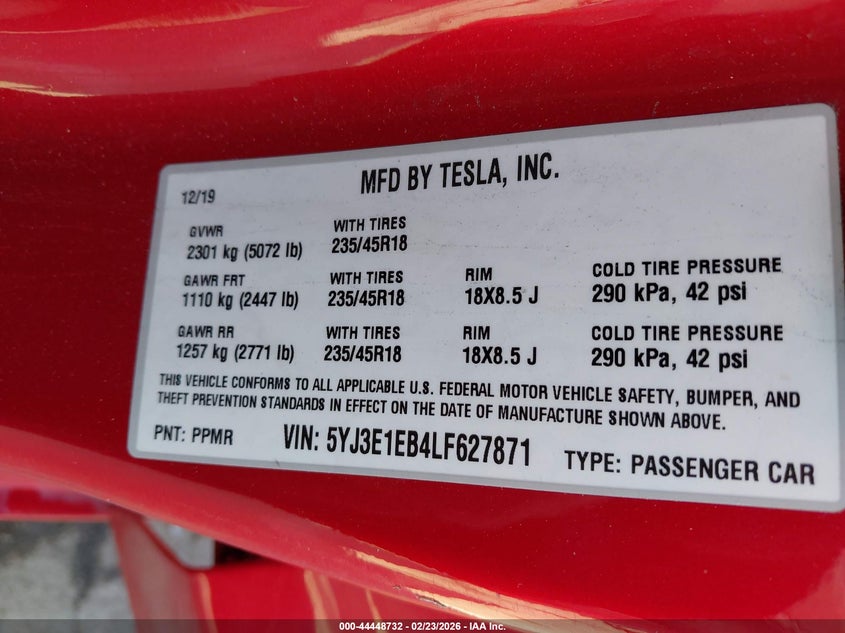 MFD BY TESLA, INC.
12/19
GVWR WITH TIRES
2301 kg (5072 lb) 235/45R18
GAWR FRT WITH TIRES RIM COLD TIRE PRESSURE
1110 kg (2447 lb) 235/45R18 18X8.5 J 290 kPa, 42 psi
GAWR RR WITH TIRES RIM COLD TIRE PRESSURE
1257 kg (2771 lb) 235/45R18 18X8.5 J 290 kPa, 42 psi
THIS VEHICLE CONFORMS TO ALL APPLICABLE U.S. FEDERAL MOTOR VEHICLE SAFETY, BUMPER, AND
THEFT PREVENTION STANDARDS IN EFFECT ON THE DATE OF MANUFACTURE SHOWN ABOVE.
PNT: PPMR VIN: 5YJ3E1EB4LF627871 TYPE: PASSENGER CAR
000-44448732 - 02/23/2026 - IAA Inc.